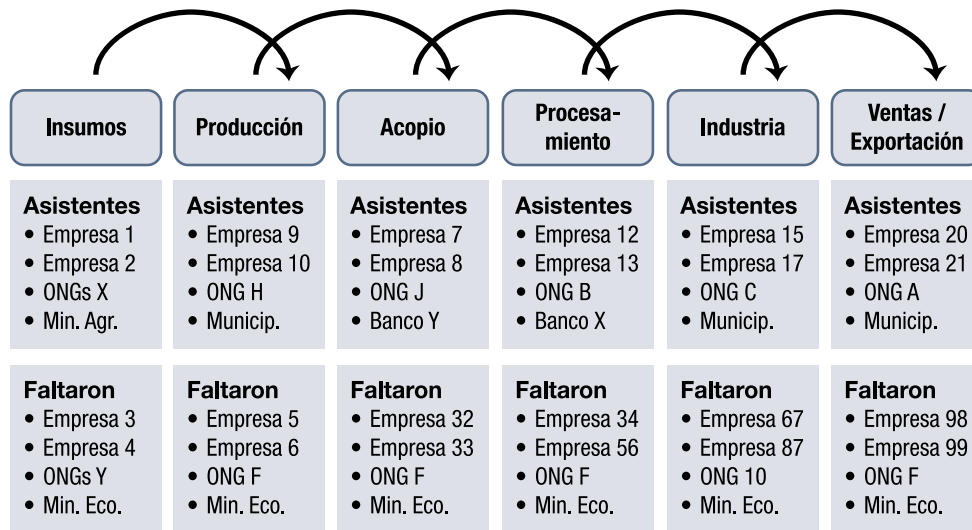 Insumos
Producción
Acopio
Procesa-
miento
Industria
Ventas /
Exportación
Asistentes
• Empresa 1
• Empresa 2
• ONGs X
• Min. Agr.
Asistentes
• Empresa 9
• Empresa 10
• ONG H
• Municip.
Asistentes
• Empresa 7
• Empresa 8
• ONG J
• Banco Y
Asistentes
• Empresa 12
• Empresa 13
• ONG B
• Banco X
Asistentes
• Empresa 15
• Empresa 17
• ONG C
• Municip.
Asistentes
• Empresa 20
• Empresa 21
• ONG A
• Municip.
Faltaron
• Empresa 3
• Empresa 4
• ONGs Y
• Min. Eco.
Faltaron
• Empresa 5
• Empresa 6
• ONG F
• Min. Eco.
Faltaron
• Empresa 32
• Empresa 33
• ONG F
• Min. Eco.
Faltaron
• Empresa 34
• Empresa 56
• ONG F
• Min. Eco.
Faltaron
• Empresa 67
• Empresa 87
• ONG 10
• Min. Eco.
Faltaron
• Empresa 98
• Empresa 99
• ONG F
• Min. Eco.